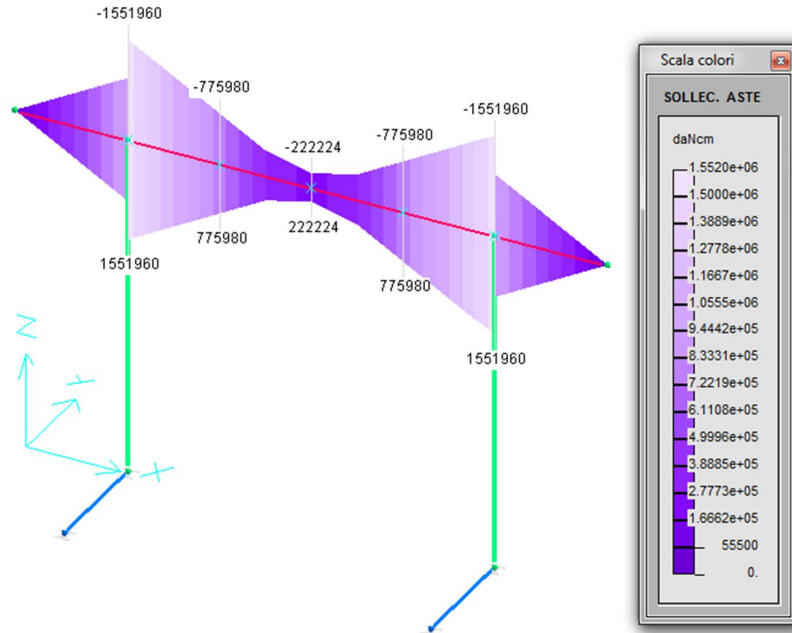 -1551960
-775980
-1551960
-775980
-222224
222224
1551960
775980
775980
1551960
Z
Y
X
Scala colori
SOLLEC. ASTE
daNcm
1.5520e+06
1.5000e+06
1.3889e+06
1.2778e+06
1.1667e+06
1.0555e+06
9.4442e+05
8.3331e+05
7.2219e+05
6.1108e+05
4.9996e+05
3.8885e+05
2.7773e+05
1.6662e+05
55500
0.